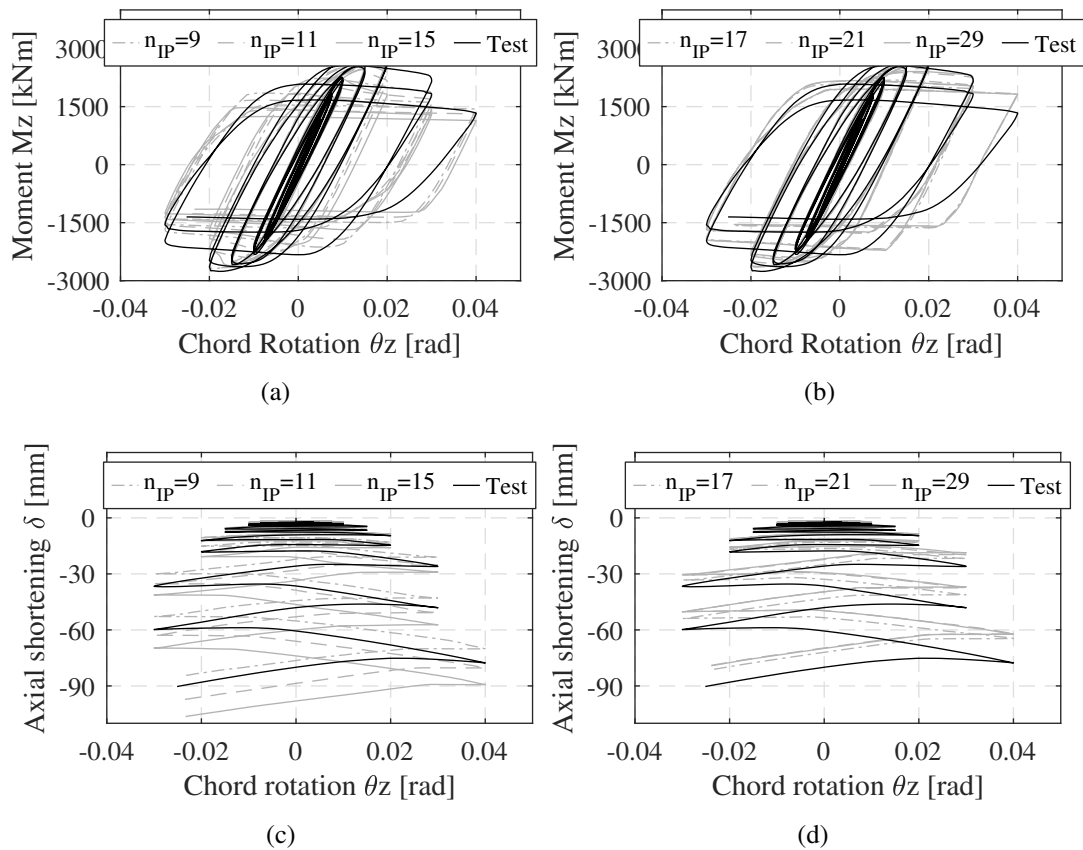 n_IP=9 n_IP=11 n_IP=15 Test
Moment Mz [kNm]
3000
1500
0
-1500
-3000
-0.04 -0.02 0 0.02 0.04
Chord Rotation θz [rad]
(a)
n_IP=17 n_IP=21 n_IP=29 Test
Moment Mz [kNm]
3000
1500
0
-1500
-3000
-0.04 -0.02 0 0.02 0.04
Chord Rotation θz [rad]
(b)
n_IP=9 n_IP=11 n_IP=15 Test
Axial shortening δ [mm]
0
-30
-60
-90
-0.04 -0.02 0 0.02 0.04
Chord rotation θz [rad]
(c)
n_IP=17 n_IP=21 n_IP=29 Test
Axial shortening δ [mm]
0
-30
-60
-90
-0.04 -0.02 0 0.02 0.04
Chord rotation θz [rad]
(d)